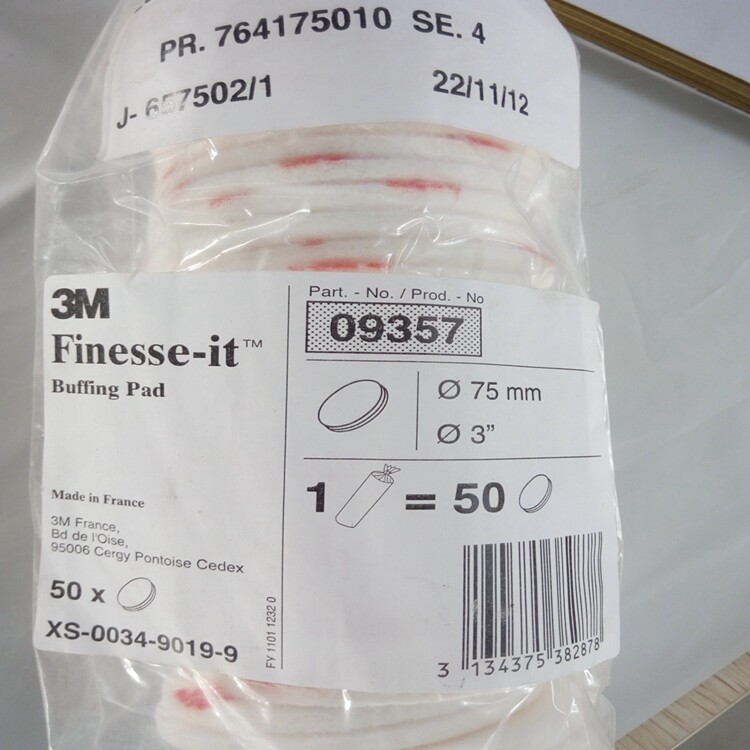 PR. 764175010 SE. 4
J- 657502/1 22/11/12
3M
Finesse-it™
Buffing Pad
Part. - No. / Prod. - No
09357
Ø 75 mm
Ø 3”
1 = 50
Made in France
3M France,
Bd de l'Oise,
95006 Cergy Pontoise Cedex
50 x
XS-0034-9019-9
FY 1101 1232 0
3 134375 382878